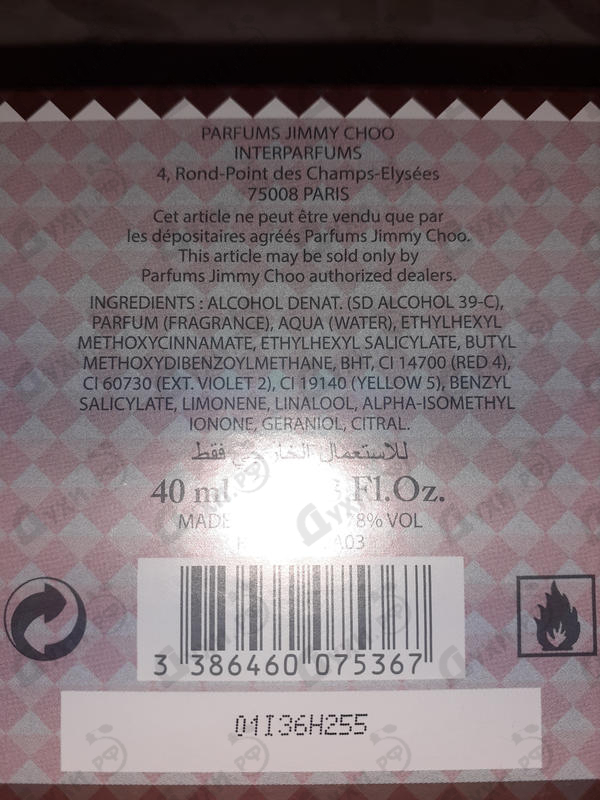 PARFUMS JIMMY CHOO
INTERPARFUMS
4, Rond-Point des Champs-Elysées
75008 PARIS
Cet article ne peut être vendu que par
les dépositaires agréés Parfums Jimmy Choo.
This article may be sold only by
Parfums Jimmy Choo authorized dealers.
INGREDIENTS : ALCOHOL DENAT. (SD ALCOHOL 39-C),
PARFUM (FRAGRANCE), AQUA (WATER), ETHYLHEXYL
METHOXYCINNAMATE, ETHYLHEXYL SALICYLATE, BUTYL
METHOXYDIBENZOYLMETHANE, BHT, CI 14700 (RED 4),
CI 60730 (EXT. VIOLET 2), CI 19140 (YELLOW 5), BENZYL
SALICYLATE, LIMONENE, LINALOOL, ALPHA-ISOMETHYL
IONONE, GERANIOL, CITRAL.
للاستعمال الخارجي فقط
40 ml Fl.Oz.
MADE 78% VOL
A03
3 386460 075367
01I36H255